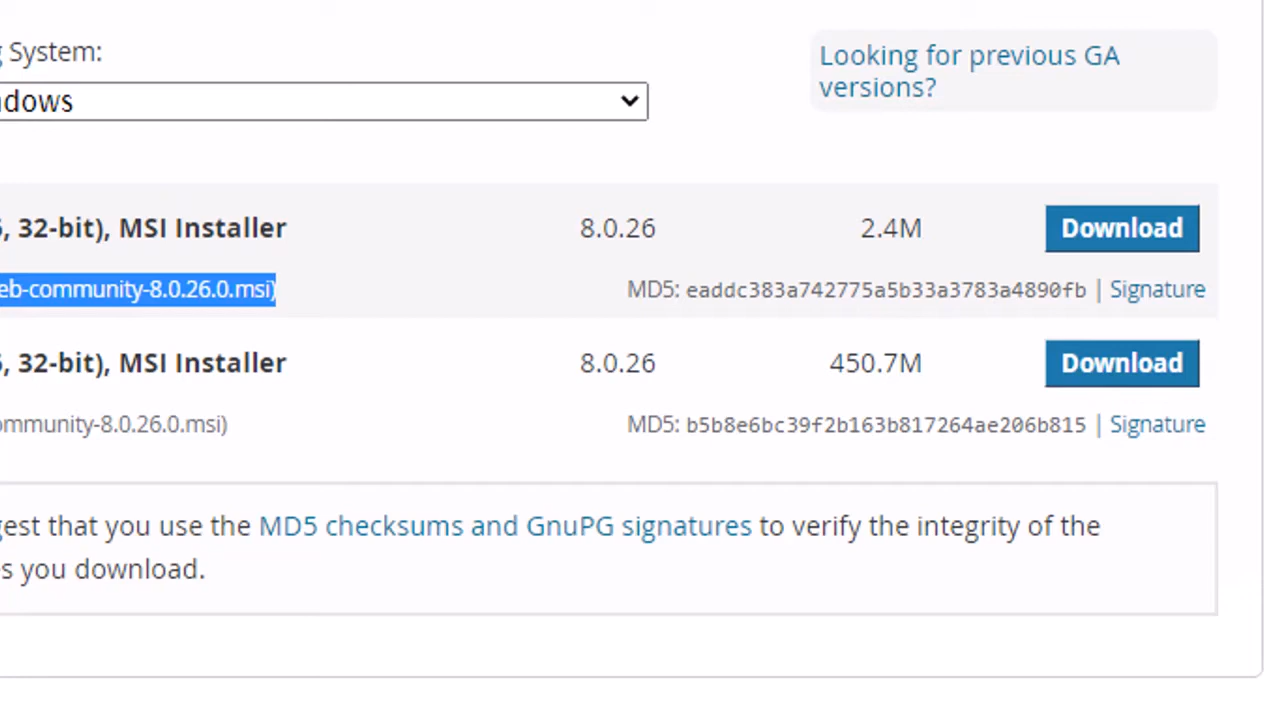 System:
Looking for previous GA
versions?
ndows
, 32-bit), MSI Installer 8.0.26 2.4M Download
eb-community-8.0.26.0.msi) MD5: eaddc383a742775a5b33a3783a4890fb | Signature
, 32-bit), MSI Installer 8.0.26 450.7M Download
ommunity-8.0.26.0.msi) MD5: b5b8e6bc39f2b163b817264ae206b815 | Signature
gest that you use the MD5 checksums and GnuPG signatures to verify the integrity of the
s you download.